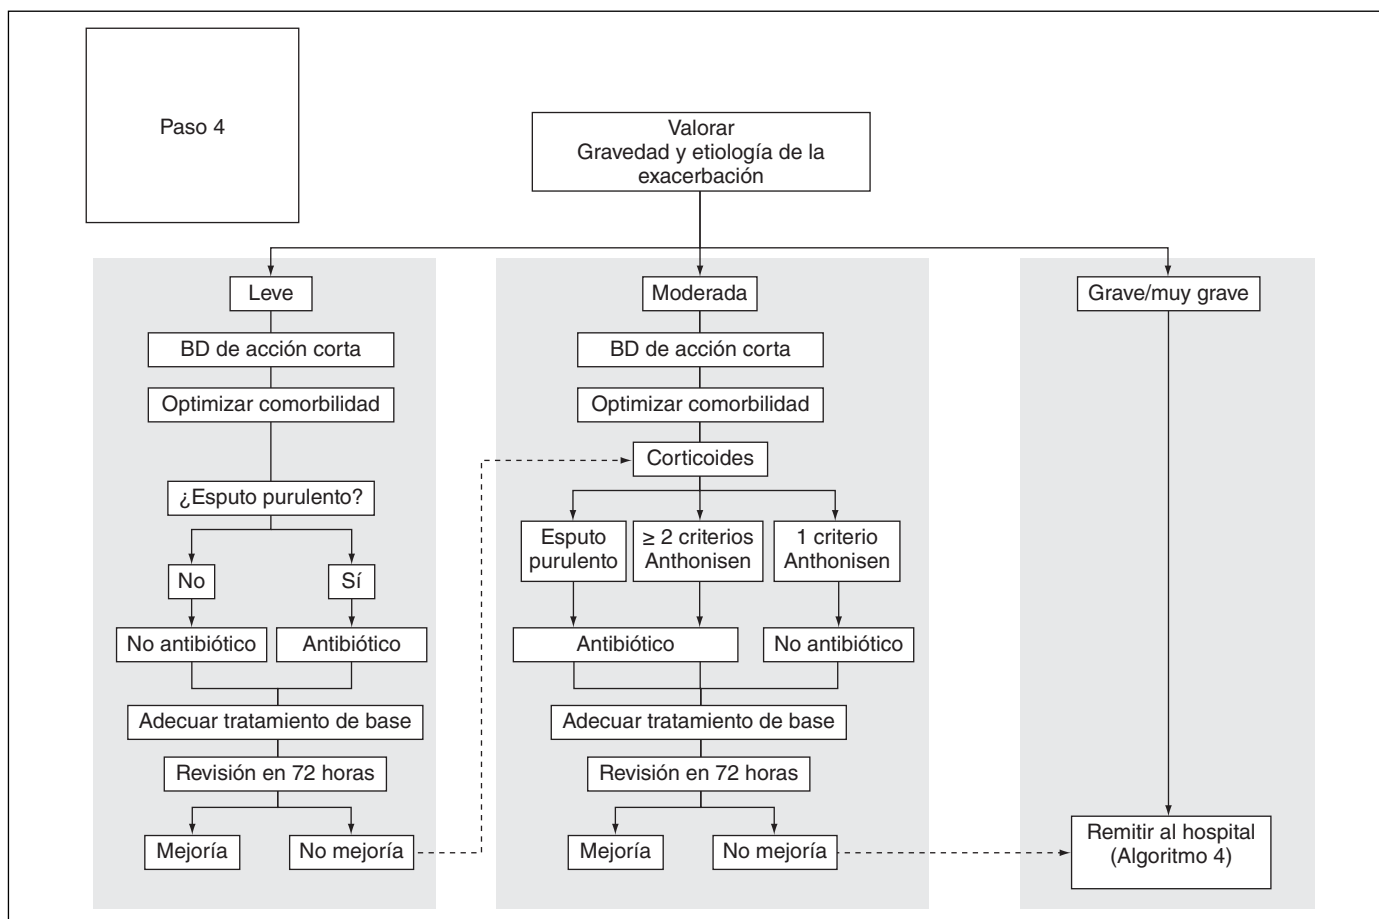 Paso 4
Valorar
Gravedad y etiología de la
exacerbación
Leve
BD de acción corta
Optimizar comorbilidad
¿Esputo purulento?
No
Sí
No antibiótico
Antibiótico
Adecuar tratamiento de base
Revisión en 72 horas
Mejoría
No mejoría
Moderada
BD de acción corta
Optimizar comorbilidad
Corticoides
Esputo
purulento
≥ 2 criterios
Anthonisen
1 criterio
Anthonisen
Antibiótico
No antibiótico
Adecuar tratamiento de base
Revisión en 72 horas
Mejoría
No mejoría
Grave/muy grave
Remitir al hospital
(Algoritmo 4)